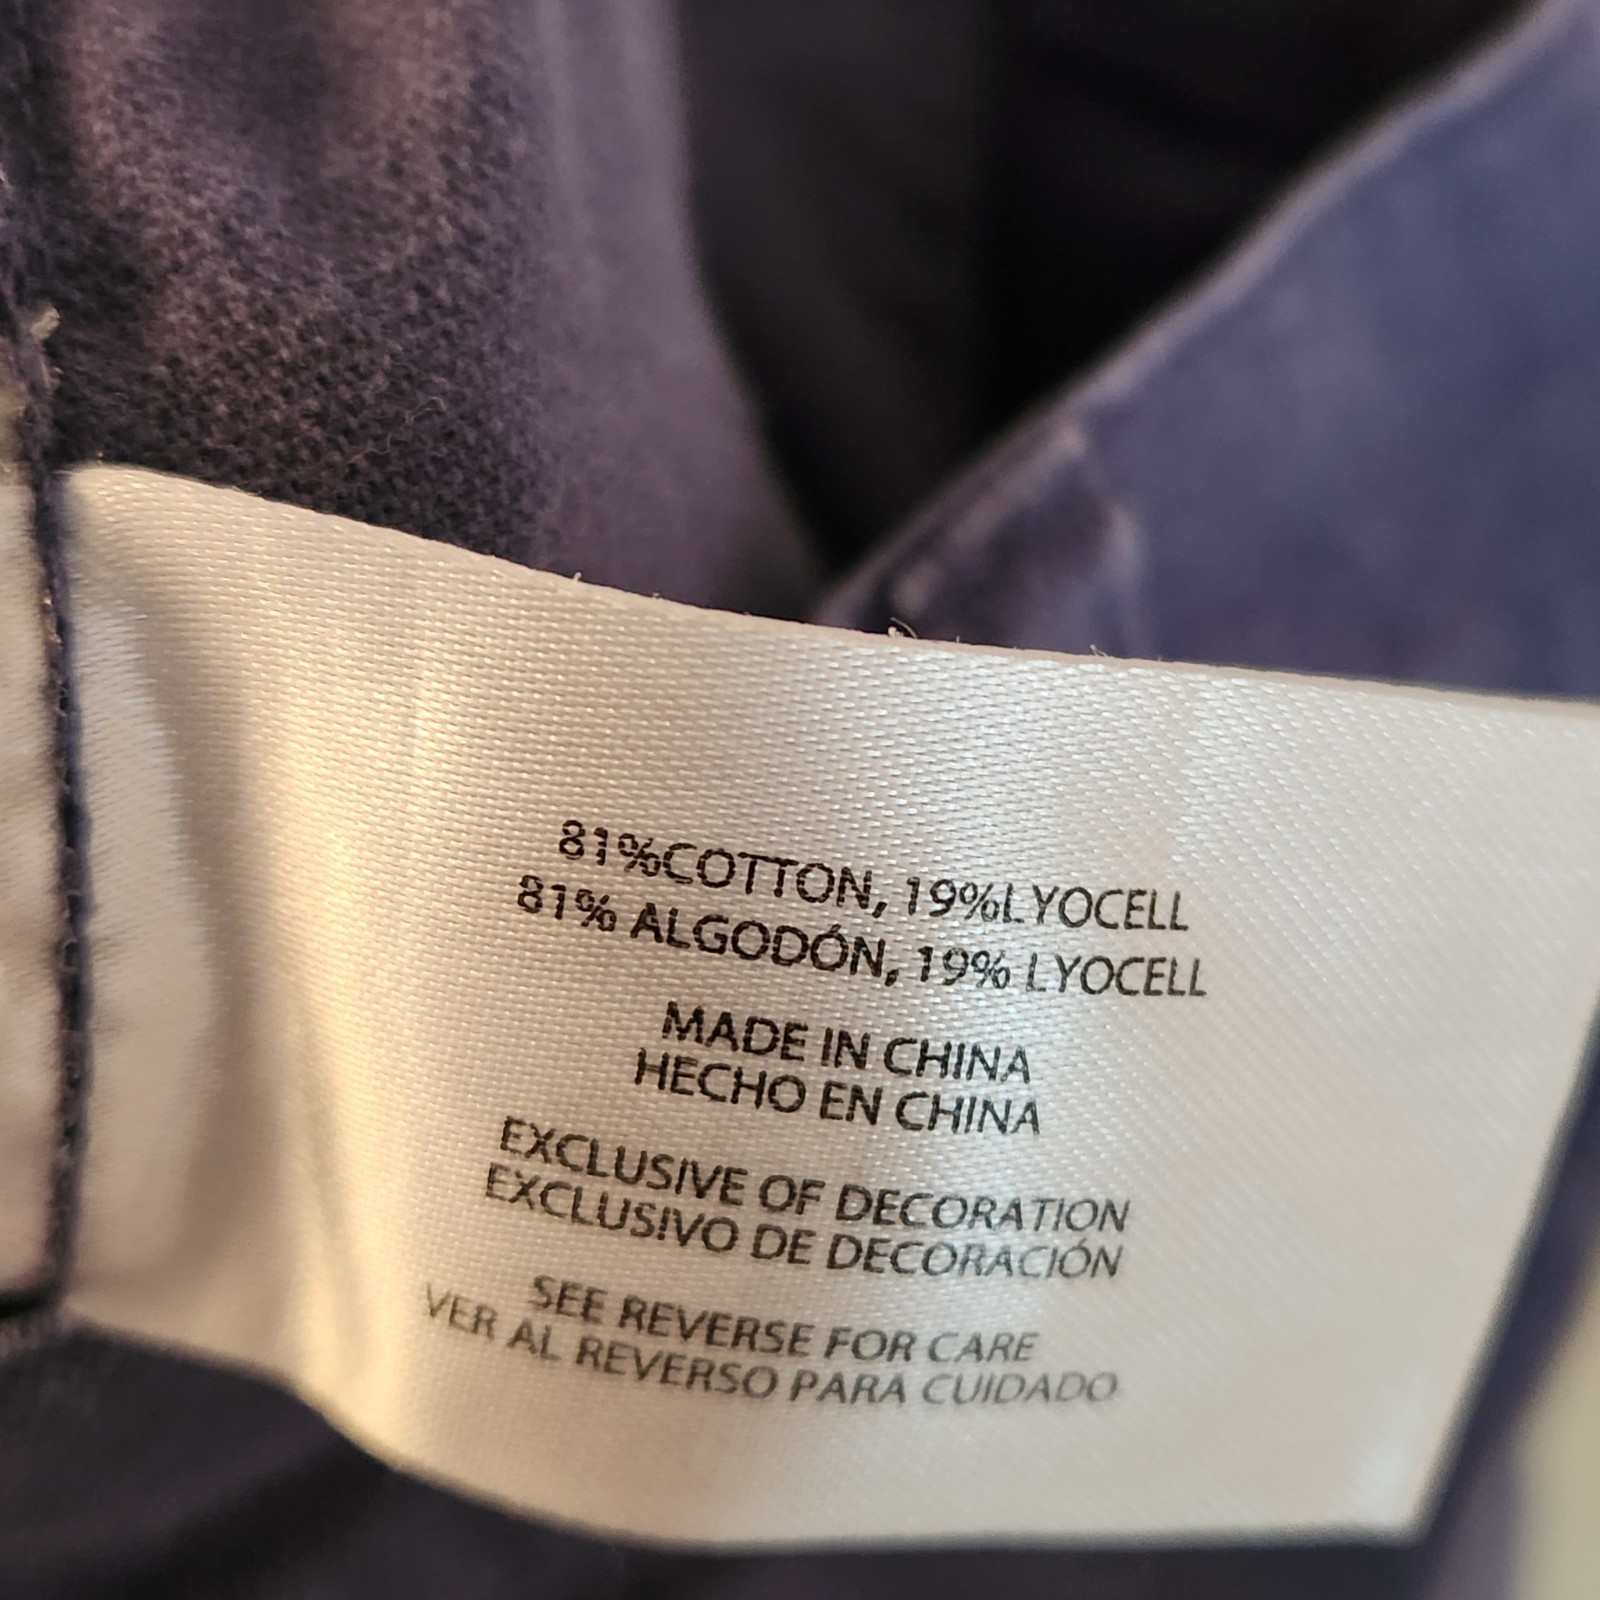 81%COTTON, 19%LYOCELL
81% ALGODÓN, 19% LYOCELL
MADE IN CHINA
HECHO EN CHINA
EXCLUSIVE OF DECORATION
EXCLUSIVO DE DECORACIÓN
SEE REVERSE FOR CARE
VER AL REVERSO PARA CUIDADO